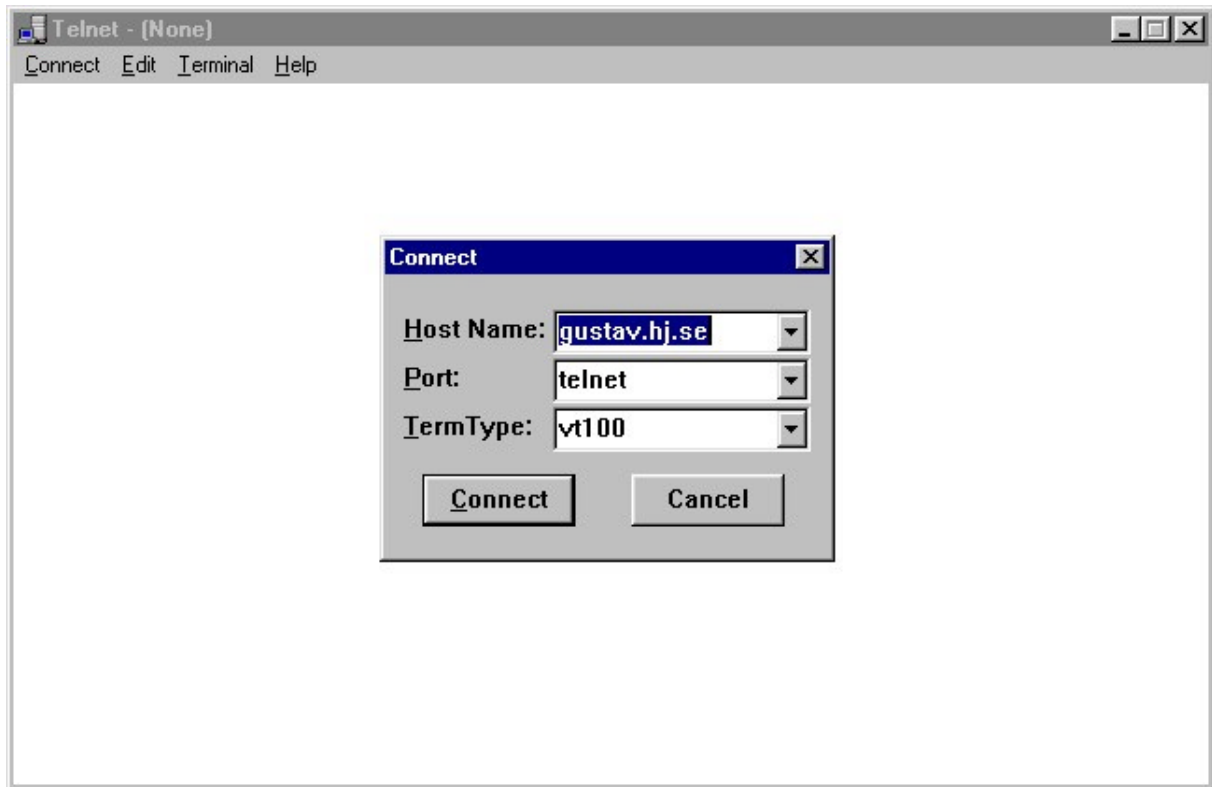 Telnet - (None)
Connect Edit Terminal Help
Connect
Host Name: gustav.hj.se
Port: telnet
TermType: vt100
Connect Cancel